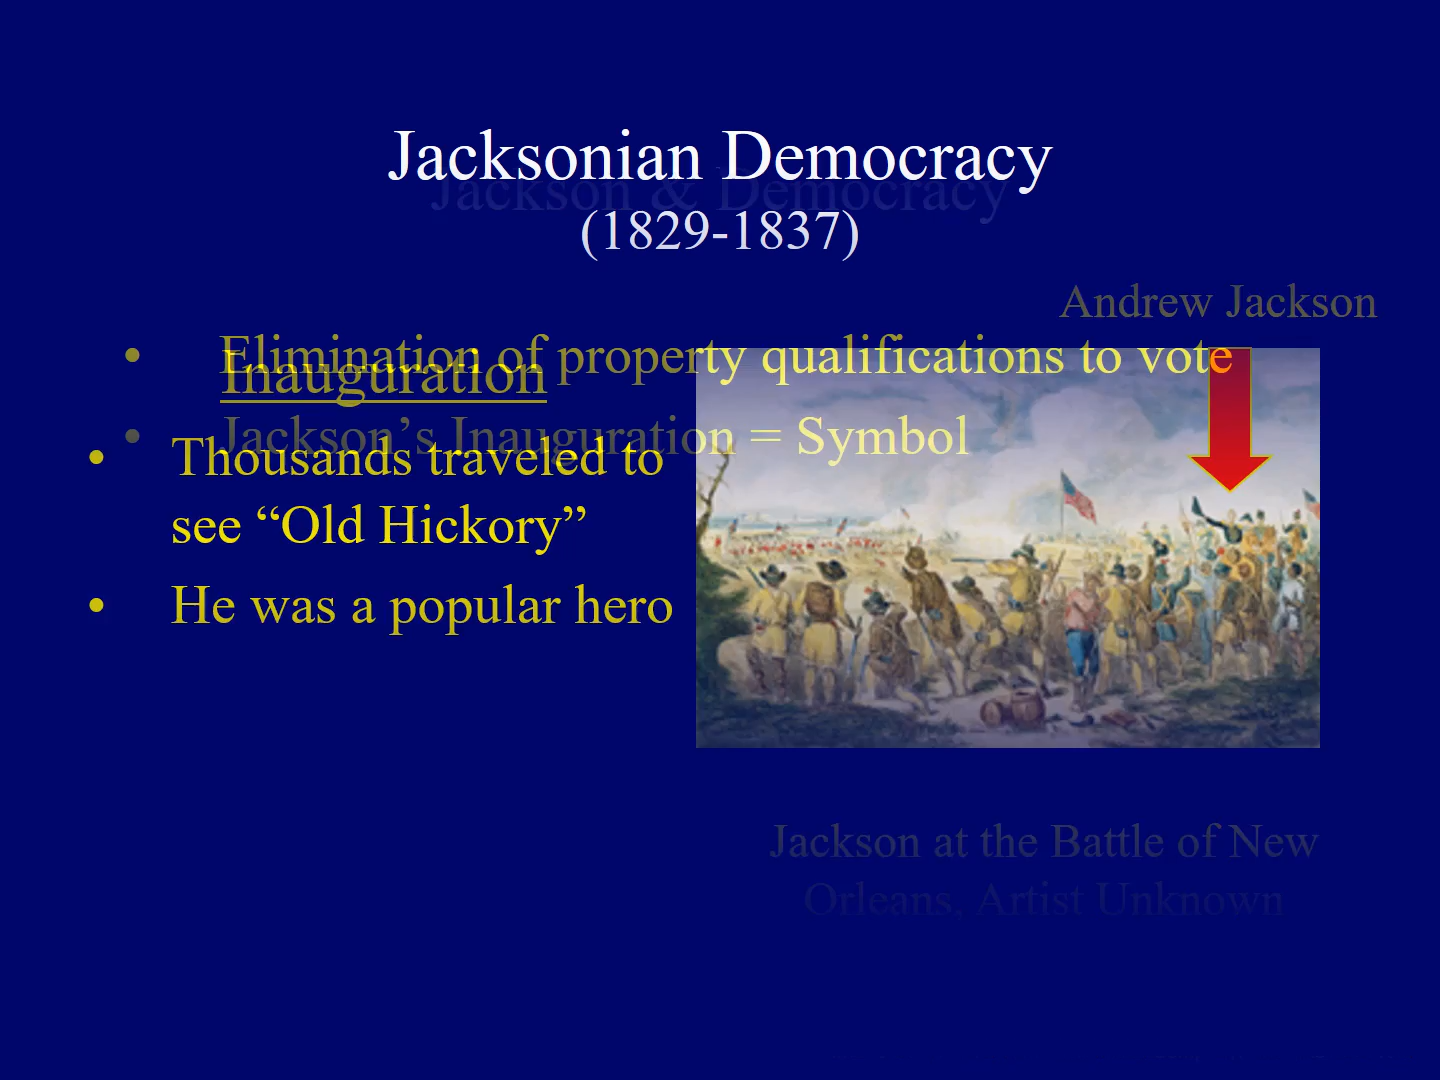 Jacksonian Democracy
Jackson & Democracy
(1829-1837)
Andrew Jackson
• Elimination of property qualifications to vote
Inauguration
• Jackson’s Inauguration = Symbol
• Thousands traveled to
see “Old Hickory”
• He was a popular hero
Jackson at the Battle of New
Orleans, Artist Unknown